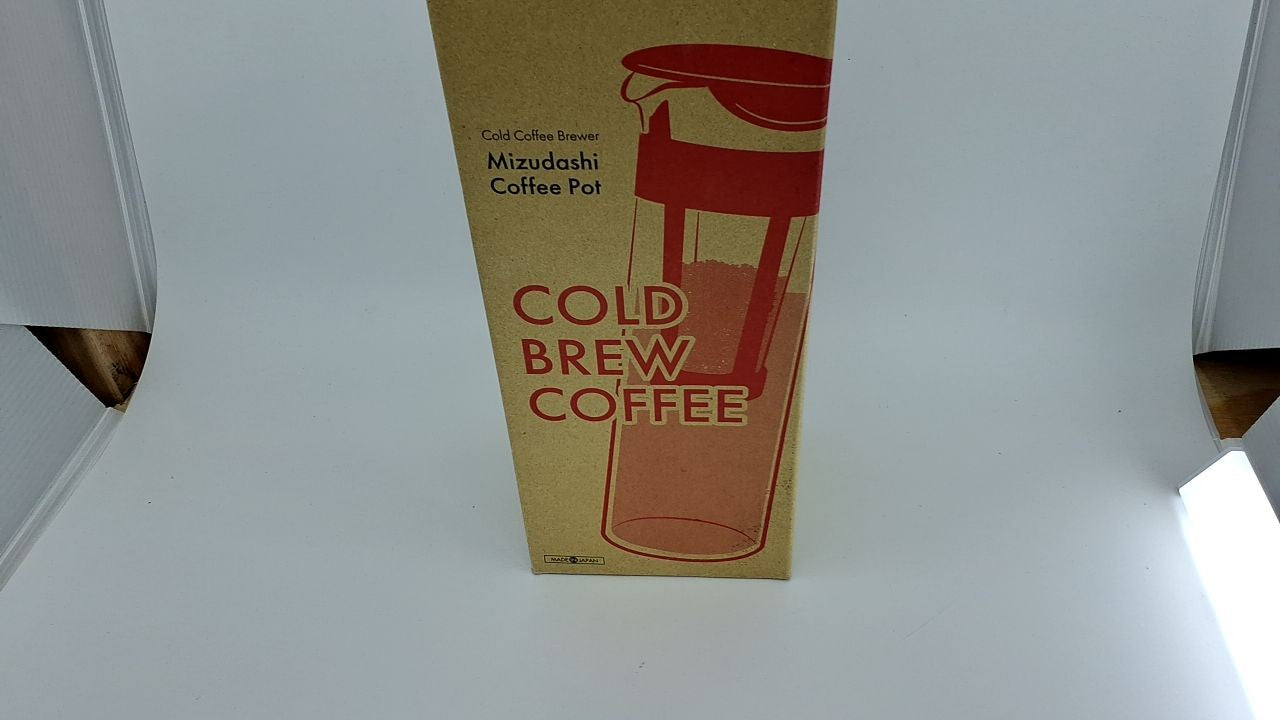 Cold Coffee Brewer
Mizudashi
Coffee Pot
COLD
BREW
COFFEE
MADE IN JAPAN